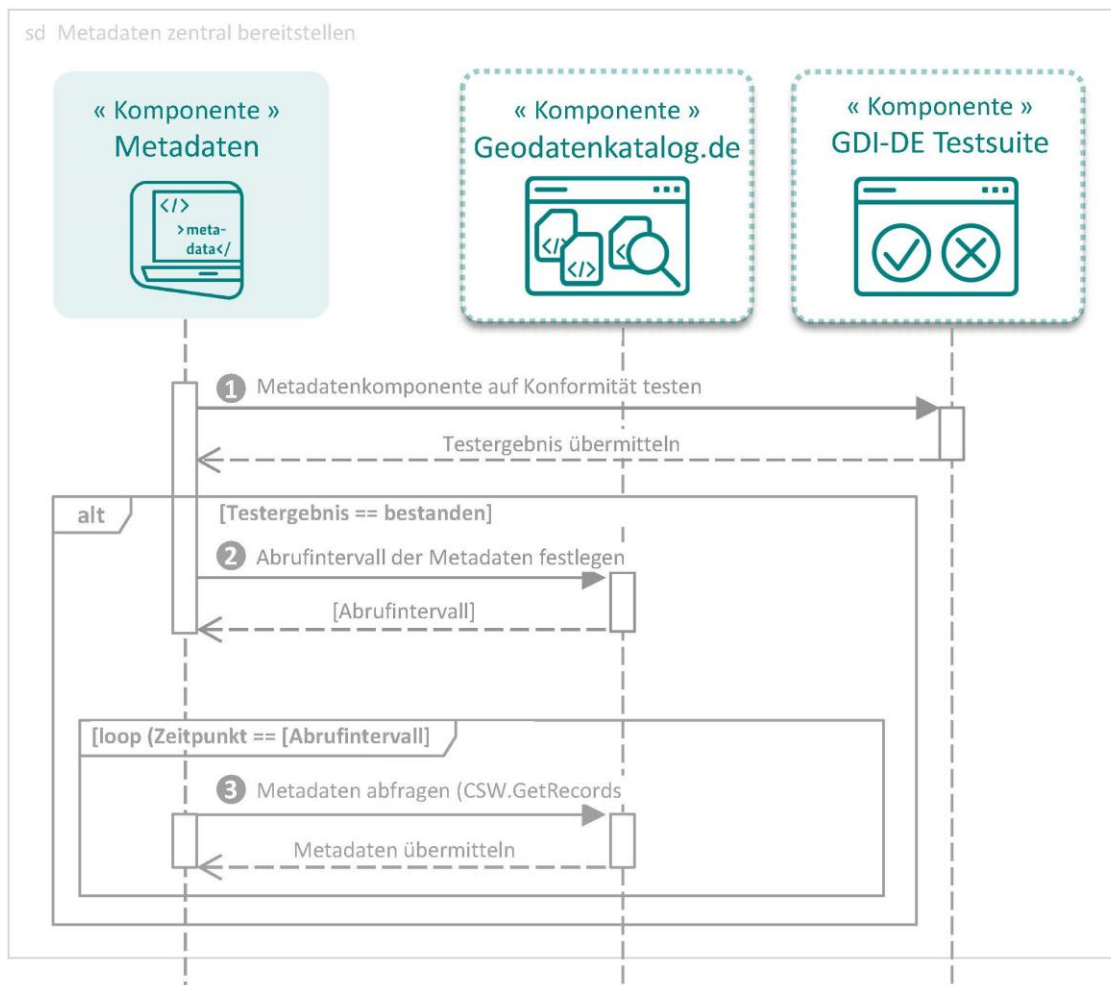 sd Metadaten zentral bereitstellen
« Komponente »
Metadaten
</>
>meta-
data</
« Komponente »
Geodatenkatalog.de
</>
</>
</>
« Komponente »
GDI-DE Testsuite
1 Metadatenkomponente auf Konformität testen
Testergebnis übermitteln
alt
[Testergebnis == bestanden]
2 Abrufintervall der Metadaten festlegen
[Abrufintervall]
[loop (Zeitpunkt == [Abrufintervall]
3 Metadaten abfragen (CSW.GetRecords
Metadaten übermitteln